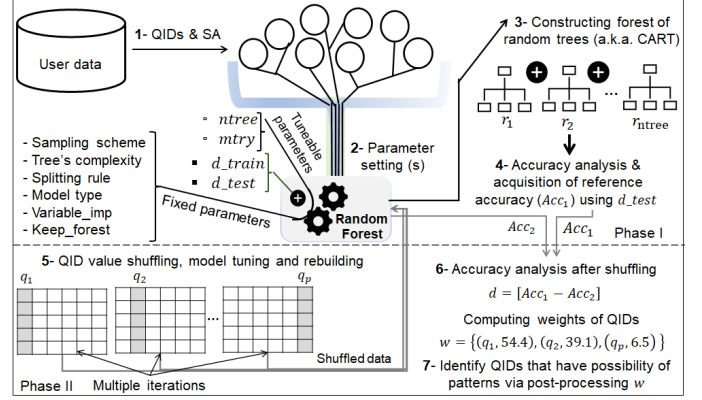 User data
1- QIDs & SA
3- Constructing forest of
random trees (a.k.a. CART)
r₁
r₂
...
rₙₜᵣₑₑ
▫ ntree
▫ mtry
▪ d_train
▪ d_test
Tuneable
parameters
2- Parameter
setting (s)
- Sampling scheme
- Tree's complexity
- Splitting rule
- Model type
- Variable_imp
- Keep_forest
Fixed parameters
Random
Forest
4- Accuracy analysis &
acquisition of reference
accuracy (Acc₁) using d_test
Acc₂
Acc₁
Phase I
5- QID value shuffling, model tuning and rebuilding
q₁
q₂
...
qₚ
Shuffled data
Phase II
Multiple iterations
6- Accuracy analysis after shuffling
d = [Acc₁ − Acc₂]
Computing weights of QIDs
w = {(q₁, 54.4), (q₂, 39.1), (qₚ, 6.5) }
7- Identify QIDs that have possibility of
patterns via post-processing w